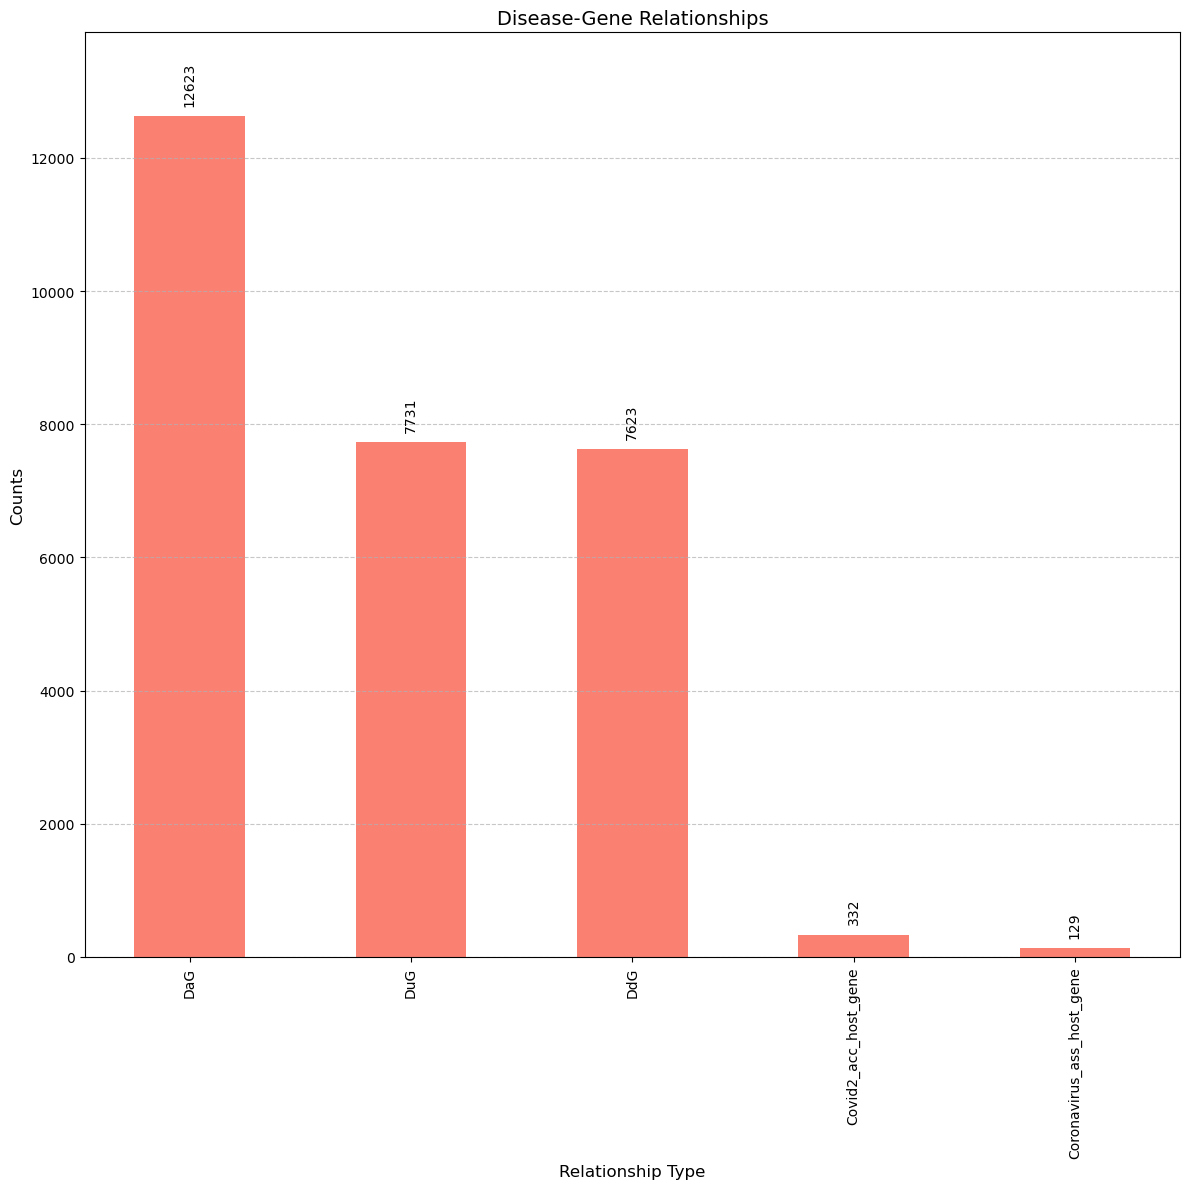 Disease-Gene Relationships
Counts
12000
10000
8000
6000
4000
2000
0
12623
7731
7623
332
129
DaG
DuG
DdG
Covid2_acc_host_gene
Coronavirus_ass_host_gene
Relationship Type